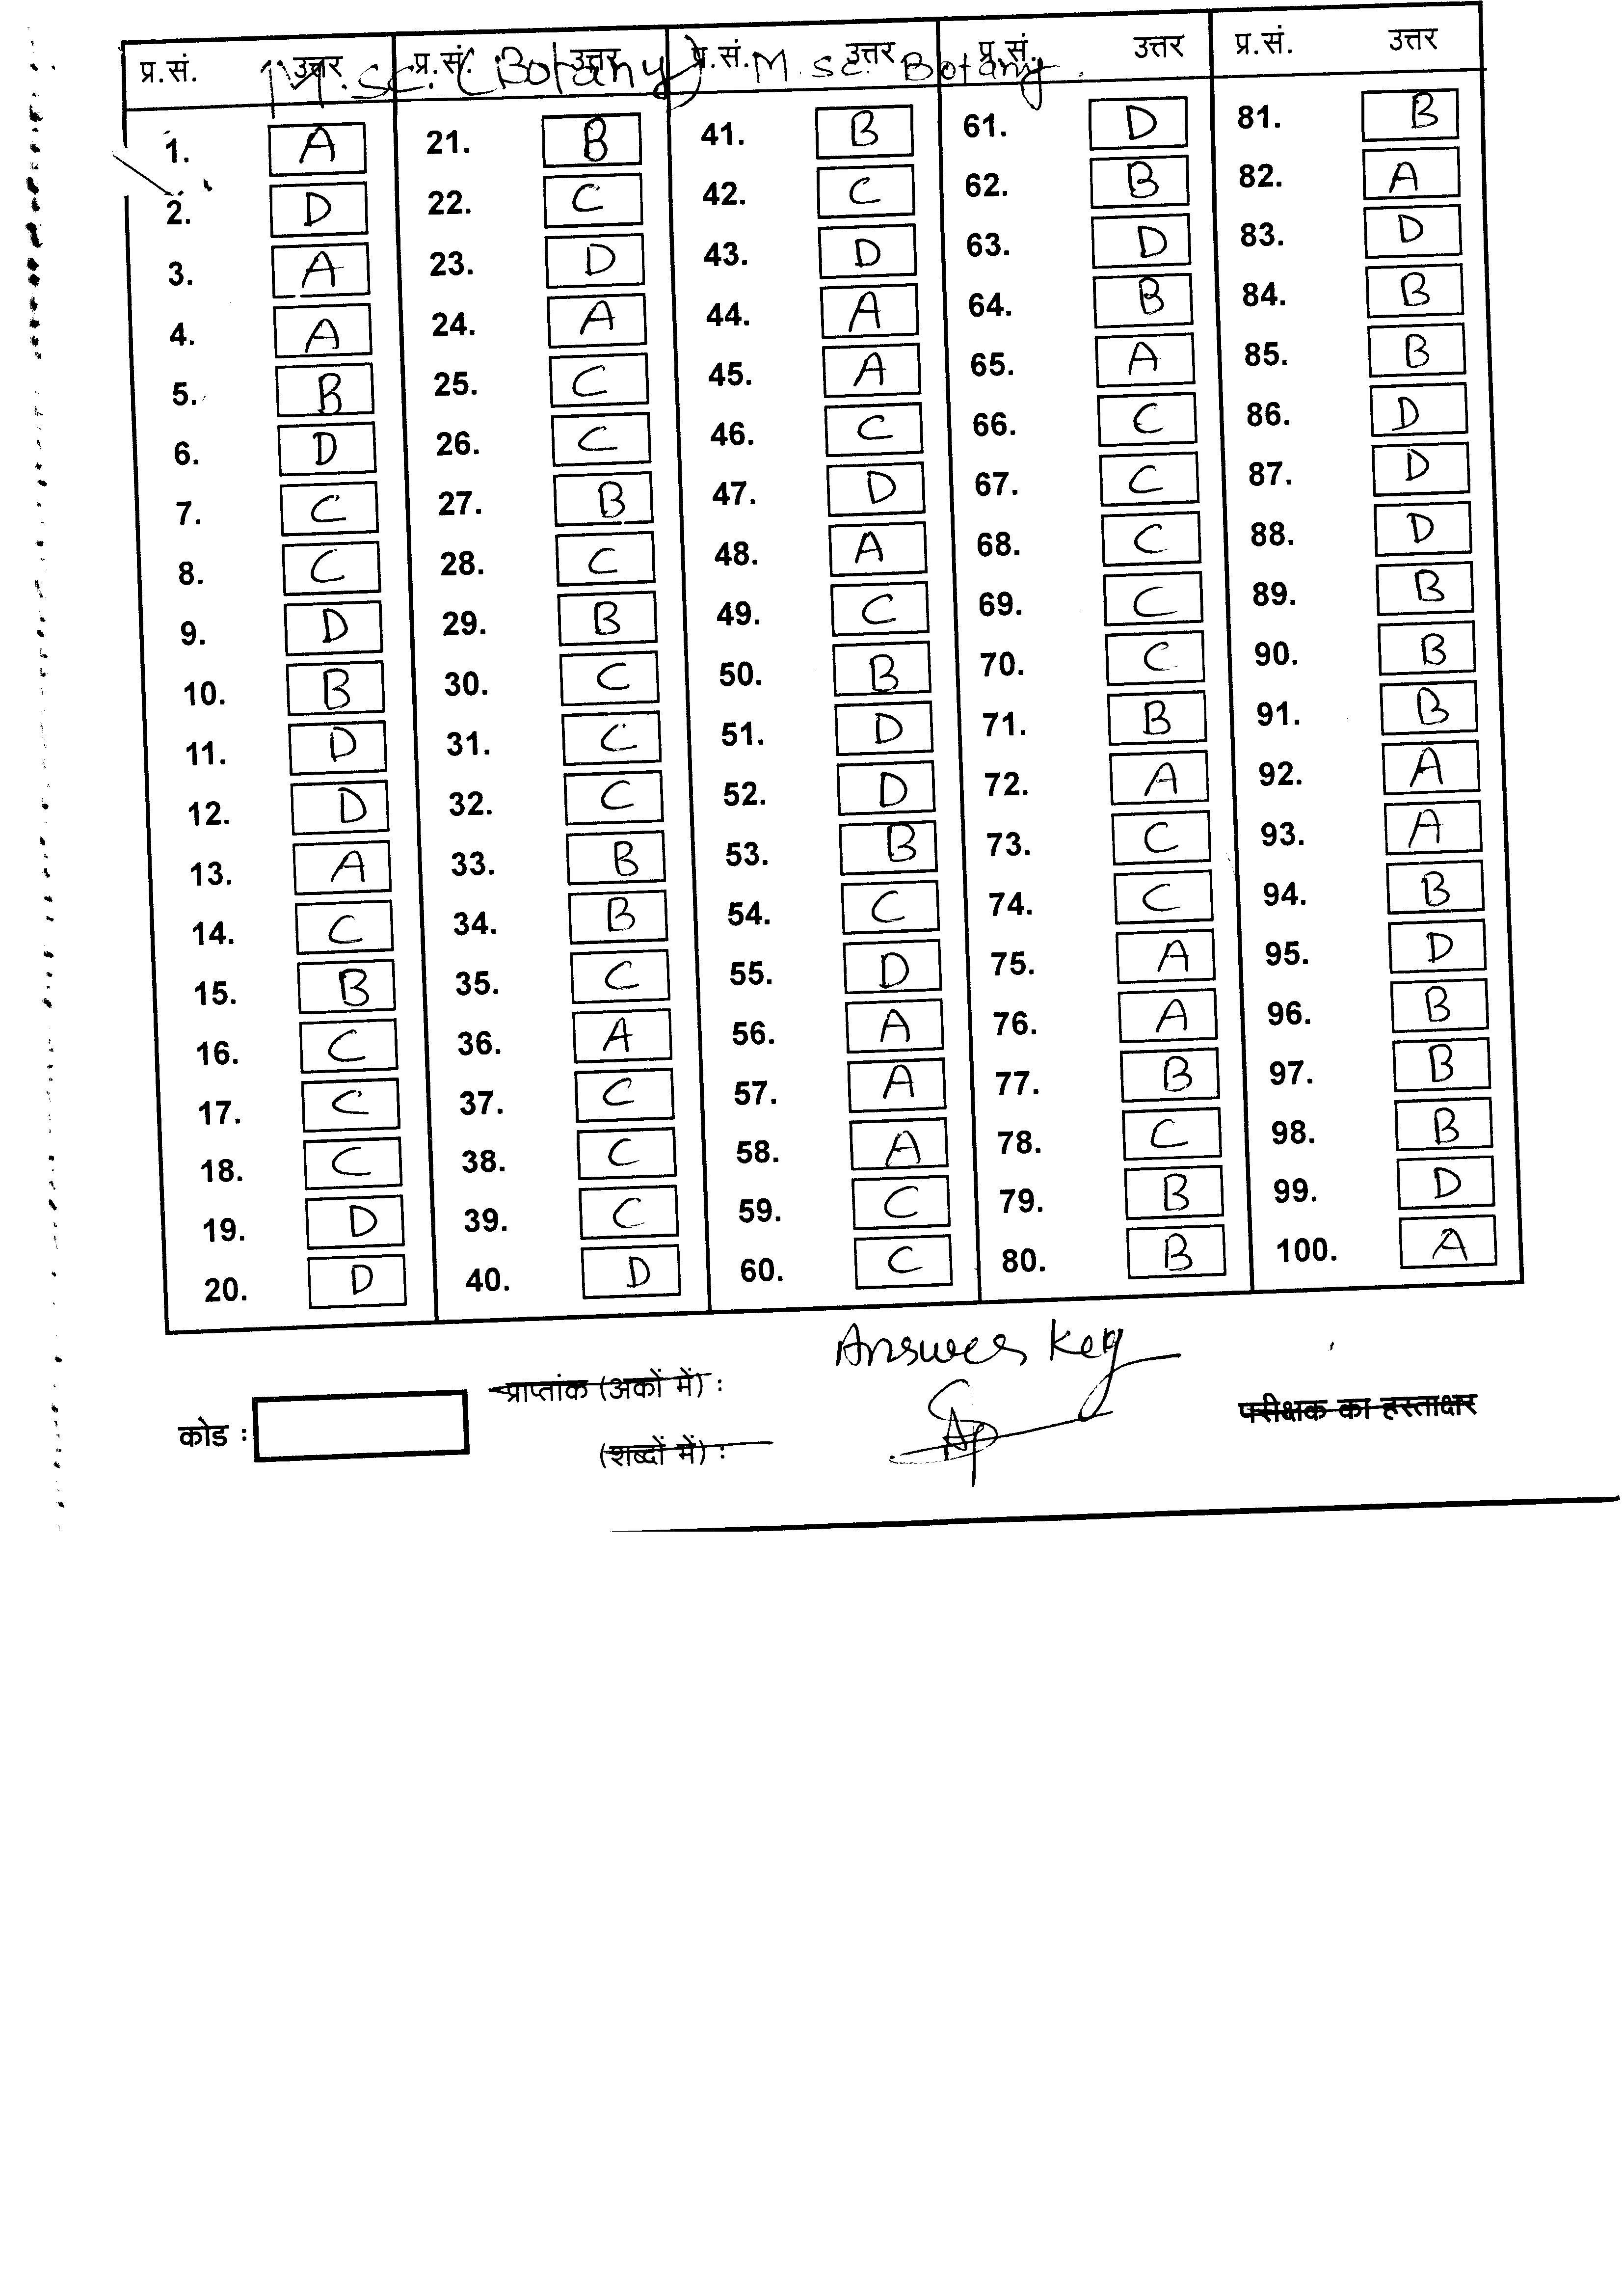 प्र.सं. उत्तर प्र.सं. उत्तर प्र.सं. उत्तर प्र.सं. उत्तर प्र.सं. उत्तर
M.sc. (Botany) M.sc. Botany.
1. A 21. B 41. B 61. D 81. B
2. D 22. C 42. C 62. B 82. A
3. A 23. D 43. D 63. D 83. D
4. A 24. A 44. A 64. B 84. B
5. B 25. C 45. A 65. A 85. B
6. D 26. C 46. C 66. C 86. D
7. C 27. B 47. D 67. C 87. D
8. C 28. C 48. A 68. C 88. D
9. D 29. B 49. C 69. C 89. B
10. B 30. C 50. B 70. C 90. B
11. D 31. C 51. D 71. B 91. B
12. D 32. C 52. D 72. A 92. A
13. A 33. B 53. B 73. C 93. A
14. C 34. B 54. C 74. C 94. B
15. B 35. C 55. D 75. A 95. D
16. C 36. A 56. A 76. A 96. B
17. C 37. C 57. A 77. B 97. B
18. C 38. C 58. A 78. C 98. B
19. D 39. C 59. C 79. B 99. D
20. D 40. D 60. C 80. B 100. A
Answer Key
प्राप्तांक (अकों में) :
कोड : परीक्षक का हस्ताक्षर
(शब्दों में) :